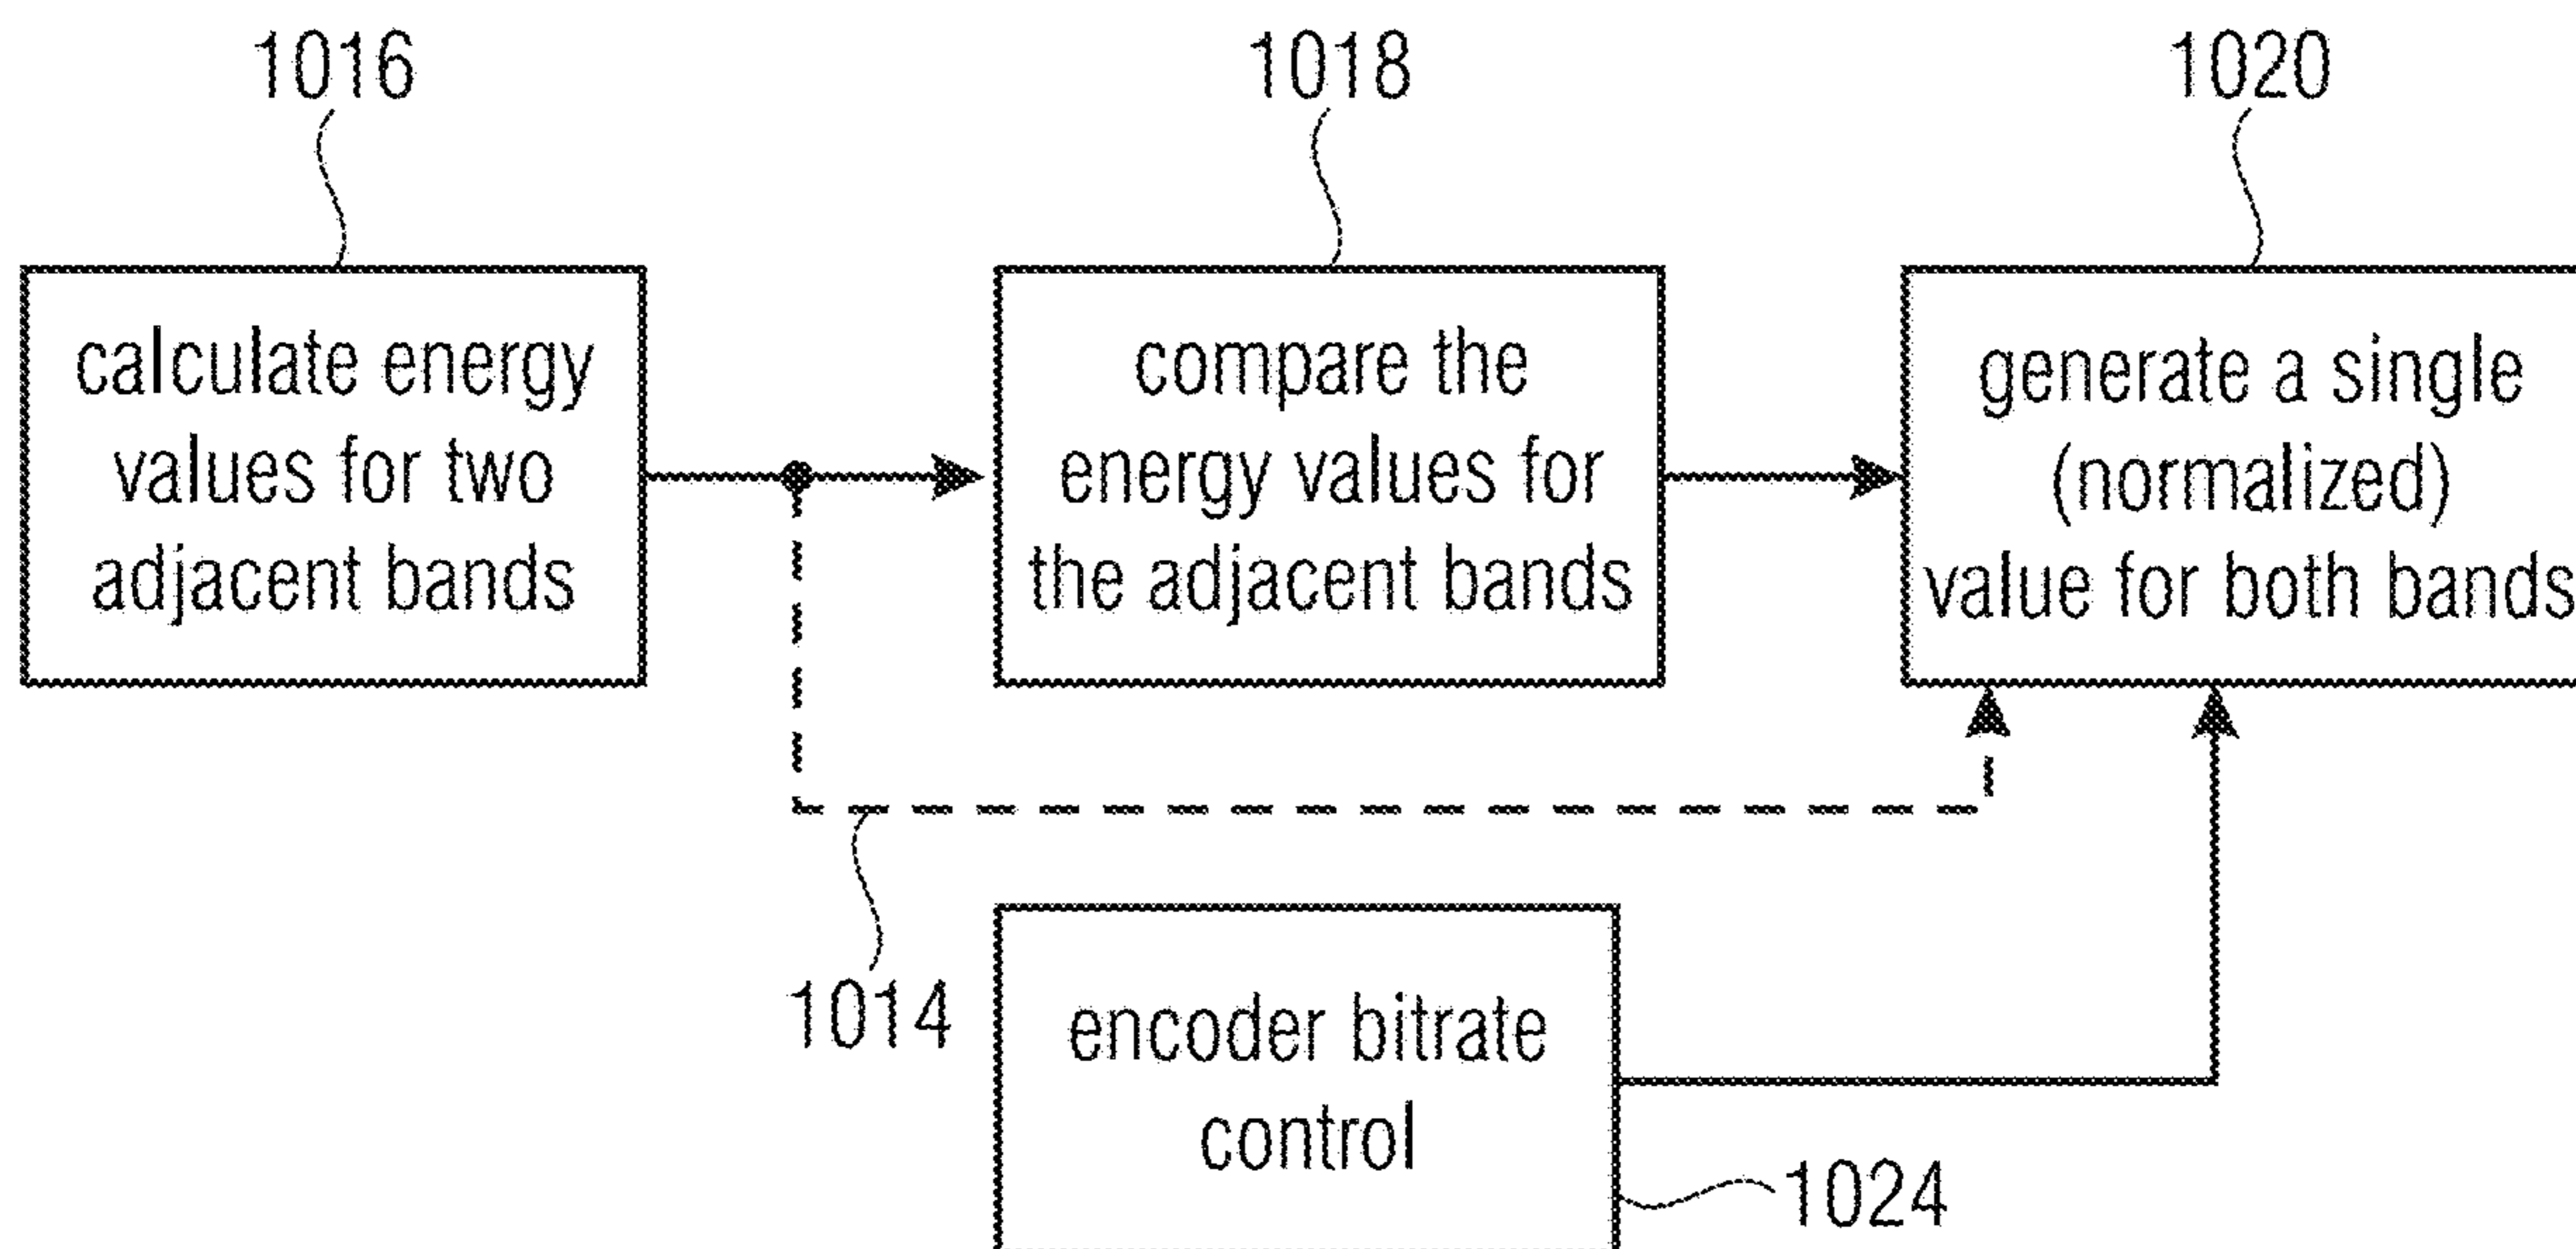 1016
1018
1020
calculate energy
values for two
adjacent bands
compare the
energy values for
the adjacent bands
generate a single
(normalized)
value for both bands
1014
encoder bitrate
control
1024